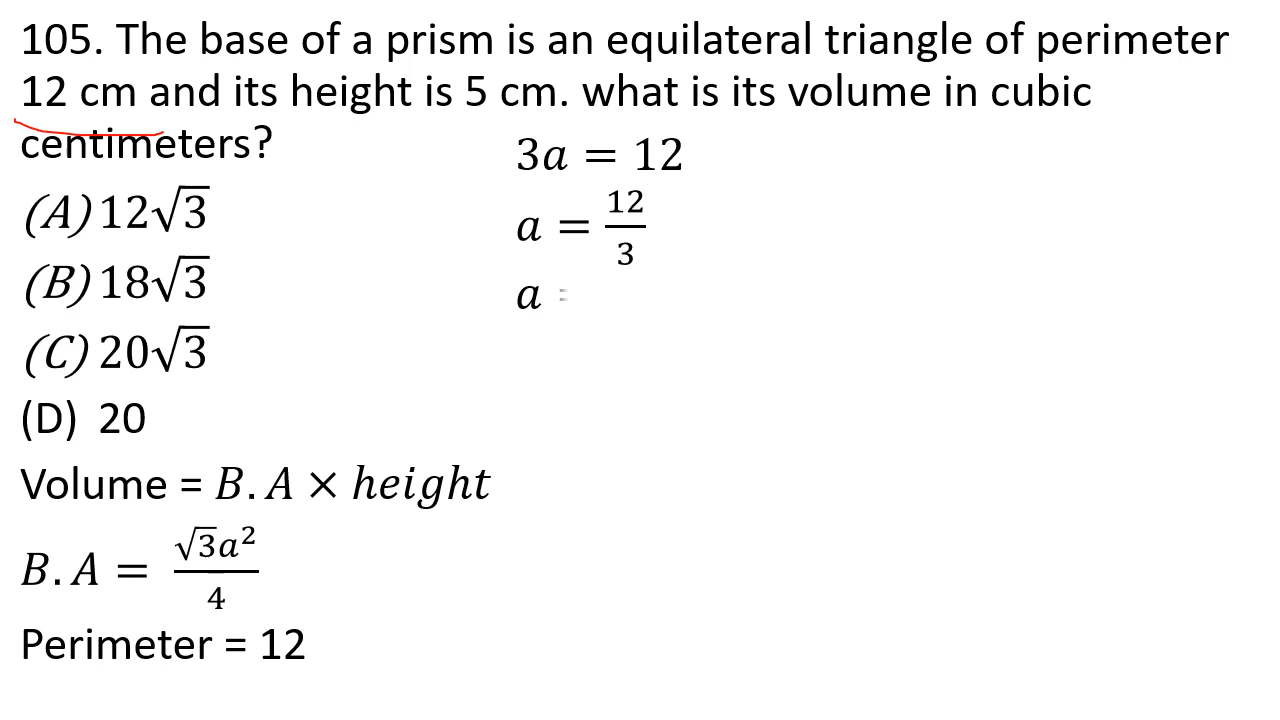 105. The base of a prism is an equilateral triangle of perimeter
12 cm and its height is 5 cm. what is its volume in cubic
centimeters?
(A) 12√3
(B) 18√3
(C) 20√3
(D) 20
Volume = B.A × height
B.A = √3a²/4
Perimeter = 12
3a = 12
a = 12/3
a =